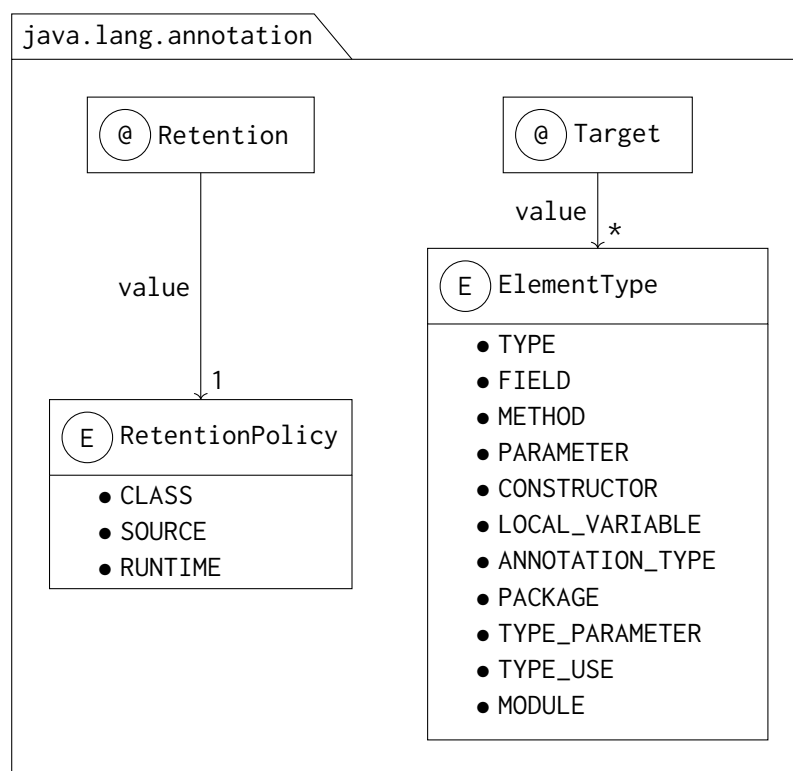 java.lang.annotation
@ Retention
value
1
E RetentionPolicy
CLASS
SOURCE
RUNTIME
@ Target
value
*
E ElementType
TYPE
FIELD
METHOD
PARAMETER
CONSTRUCTOR
LOCAL_VARIABLE
ANNOTATION_TYPE
PACKAGE
TYPE_PARAMETER
TYPE_USE
MODULE